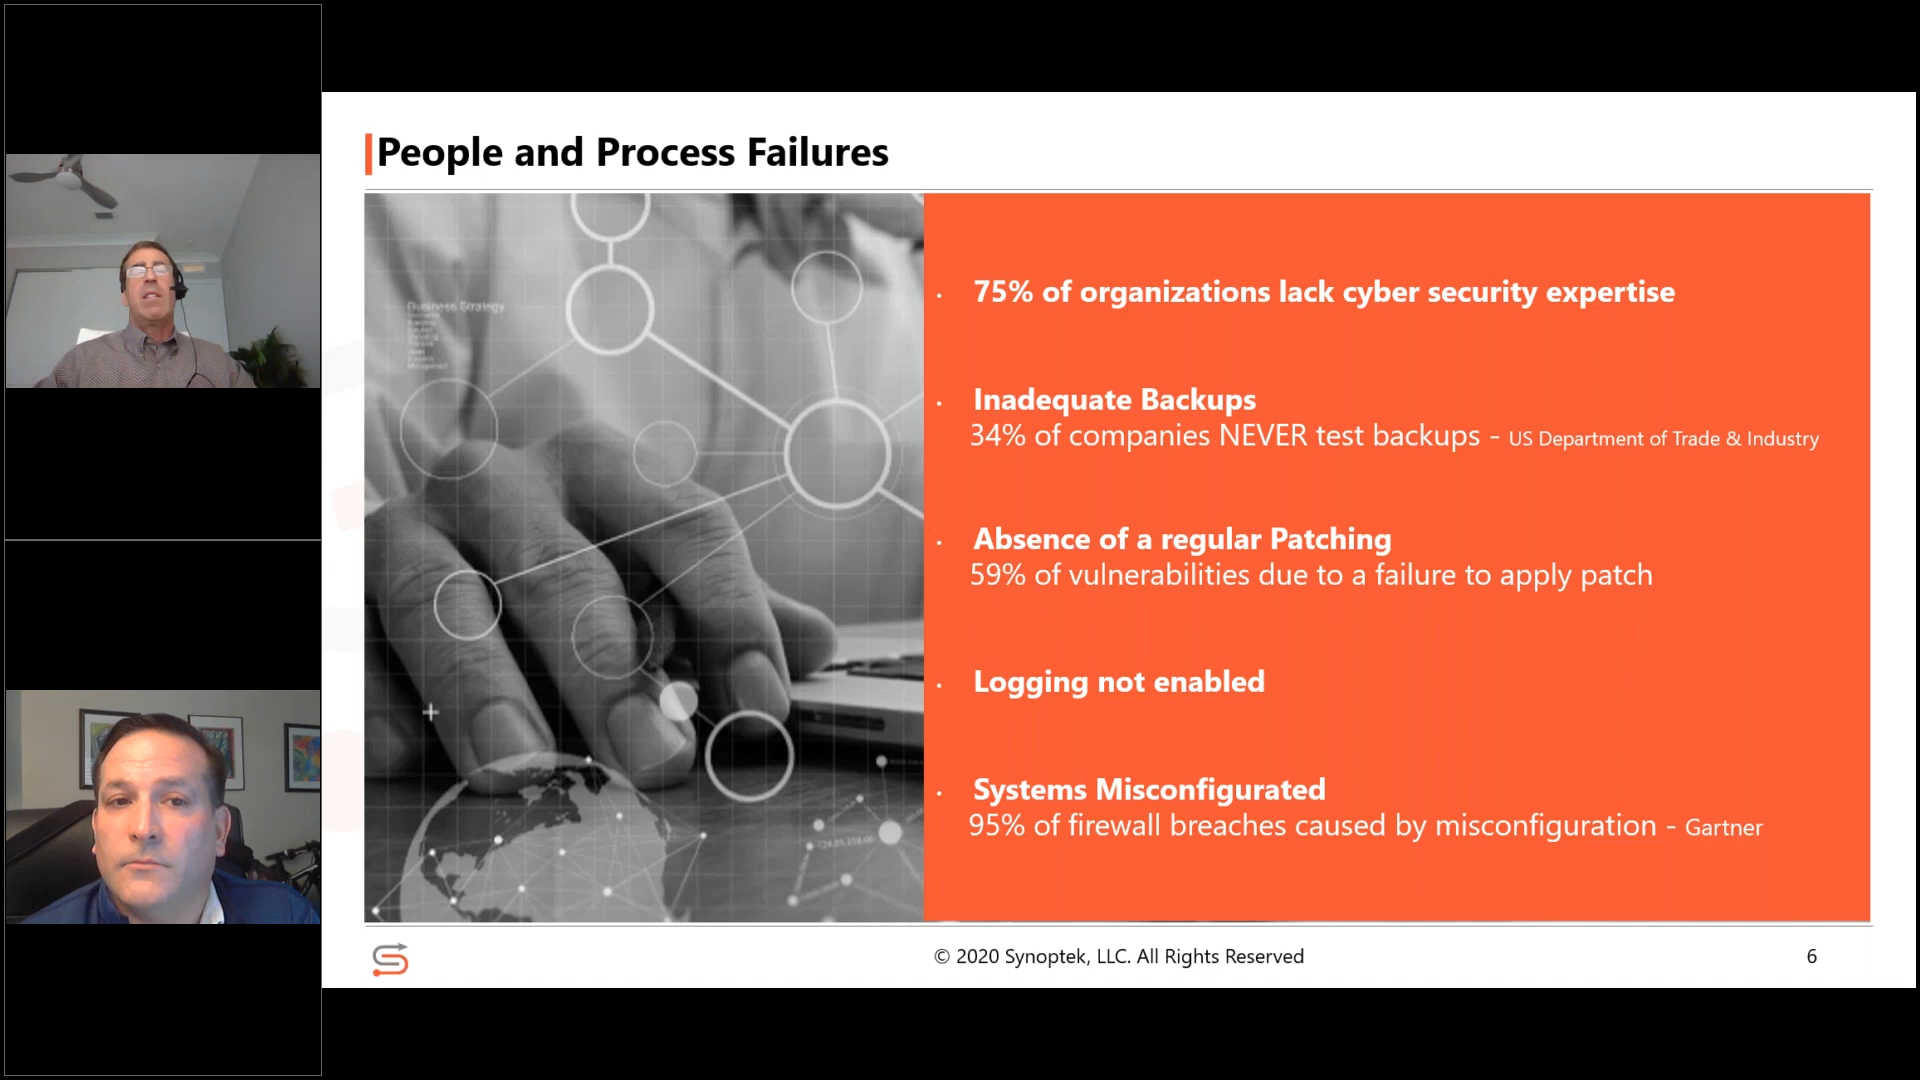 People and Process Failures
Business Strategy
· 75% of organizations lack cyber security expertise
· Inadequate Backups
34% of companies NEVER test backups - US Department of Trade & Industry
· Absence of a regular Patching
59% of vulnerabilities due to a failure to apply patch
· Logging not enabled
· Systems Misconfigurated
95% of firewall breaches caused by misconfiguration - Gartner
© 2020 Synoptek, LLC. All Rights Reserved
6